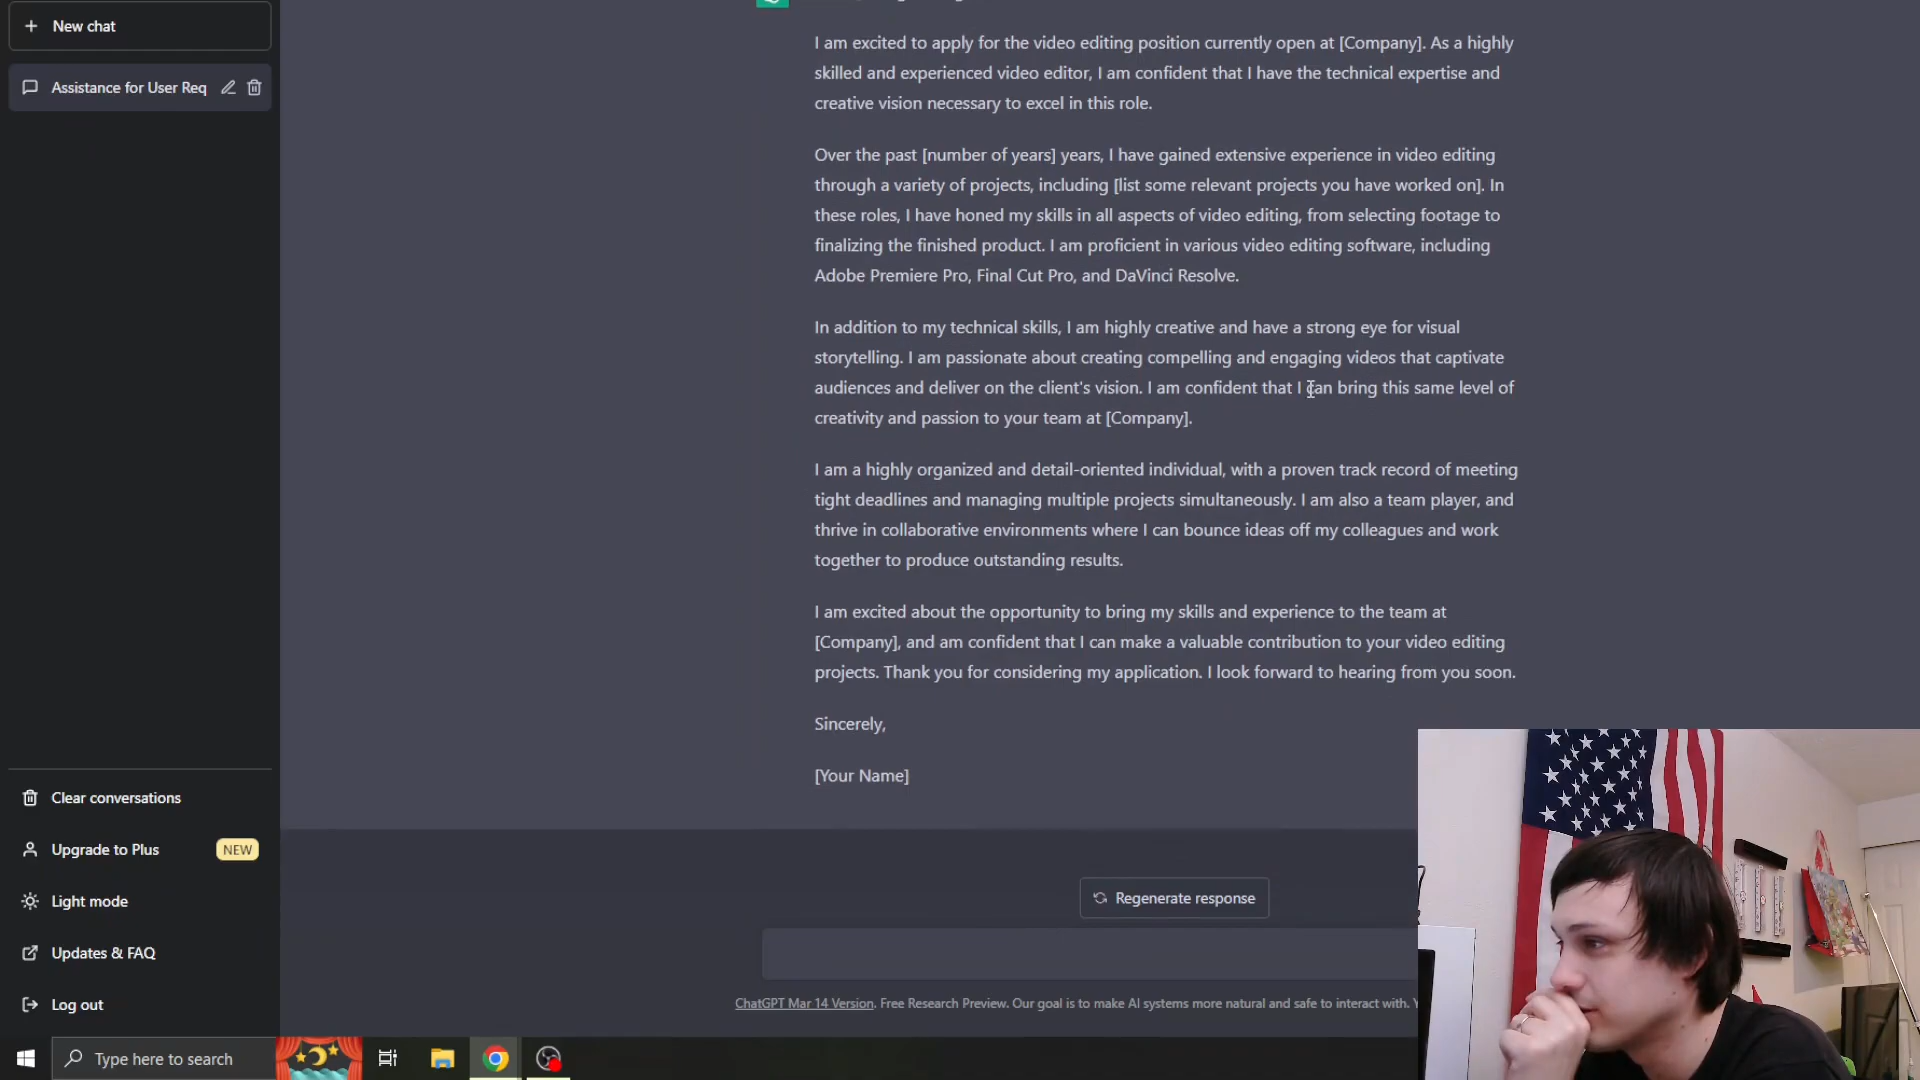 New chat
Assistance for User Req
I am excited to apply for the video editing position currently open at [Company]. As a highly
skilled and experienced video editor, I am confident that I have the technical expertise and
creative vision necessary to excel in this role.
Over the past [number of years] years, I have gained extensive experience in video editing
through a variety of projects, including [list some relevant projects you have worked on]. In
these roles, I have honed my skills in all aspects of video editing, from selecting footage to
finalizing the finished product. I am proficient in various video editing software, including
Adobe Premiere Pro, Final Cut Pro, and DaVinci Resolve.
In addition to my technical skills, I am highly creative and have a strong eye for visual
storytelling. I am passionate about creating compelling and engaging videos that captivate
audiences and deliver on the client's vision. I am confident that I can bring this same level of
creativity and passion to your team at [Company].
I am a highly organized and detail-oriented individual, with a proven track record of meeting
tight deadlines and managing multiple projects simultaneously. I am also a team player, and
thrive in collaborative environments where I can bounce ideas off my colleagues and work
together to produce outstanding results.
I am excited about the opportunity to bring my skills and experience to the team at
[Company], and am confident that I can make a valuable contribution to your video editing
projects. Thank you for considering my application. I look forward to hearing from you soon.
Sincerely,
[Your Name]
Clear conversations
Upgrade to Plus NEW
Light mode
Updates & FAQ
Log out
Regenerate response
ChatGPT Mar 14 Version. Free Research Preview. Our goal is to make AI systems more natural and safe to interact with.
Type here to search